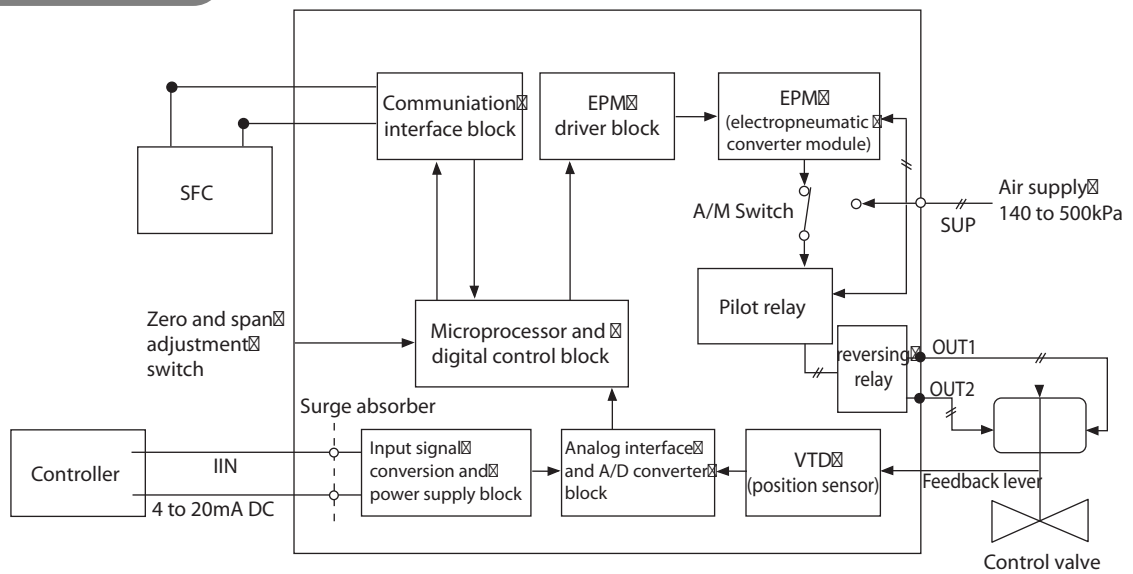 Communiation
interface block
EPM
driver block
EPM
(electropneumatic
converter module)
SFC
A/M Switch
Air supply
140 to 500kPa
SUP
Pilot relay
Zero and span
adjustment
switch
Microprocessor and
digital control block
reversing
relay
OUT1
OUT2
Surge absorber
Controller
IIN
4 to 20mA DC
Input signal
conversion and
power supply block
Analog interface
and A/D converter
block
VTD
(position sensor)
Feedback lever
Control valve